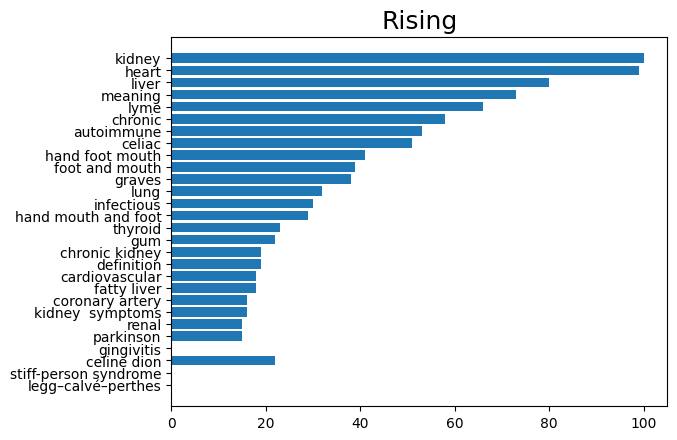 Rising
kidney
heart
liver
meaning
lyme
chronic
autoimmune
celiac
hand foot mouth
foot and mouth
graves
lung
infectious
hand mouth and foot
thyroid
gum
chronic kidney
definition
cardiovascular
fatty liver
coronary artery
kidney  symptoms
renal
parkinson
gingivitis
celine dion
stiff-person syndrome
legg–calvé–perthes
0 20 40 60 80 100